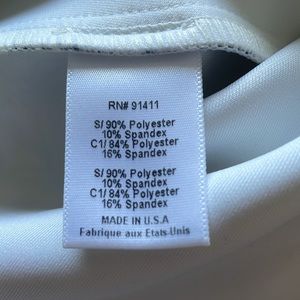 RN# 91411
S/ 90% Polyester
10% Spandex
C1/ 84% Polyester
16% Spandex
S/ 90% Polyester
10% Spandex
C1/ 84% Polyester
16% Spandex
MADE IN U.S.A
Fabrique aux Etats-Unis